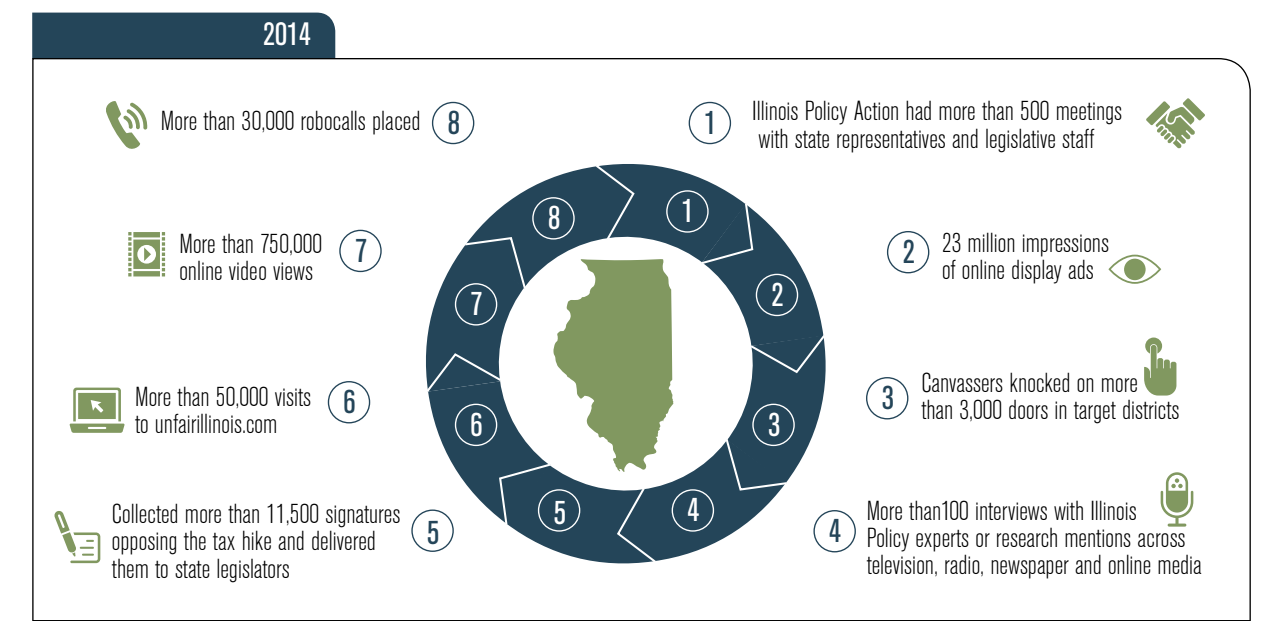 2014
1
Illinois Policy Action had more than 500 meetings
with state representatives and legislative staff
2
23 million impressions
of online display ads
3
Canvassers knocked on more
than 3,000 doors in target districts
4
More than100 interviews with Illinois
Policy experts or research mentions across
television, radio, newspaper and online media
5
Collected more than 11,500 signatures
opposing the tax hike and delivered
them to state legislators
6
More than 50,000 visits
to unfairillinois.com
7
More than 750,000
online video views
8
More than 30,000 robocalls placed
1
2
3
4
5
6
7
8